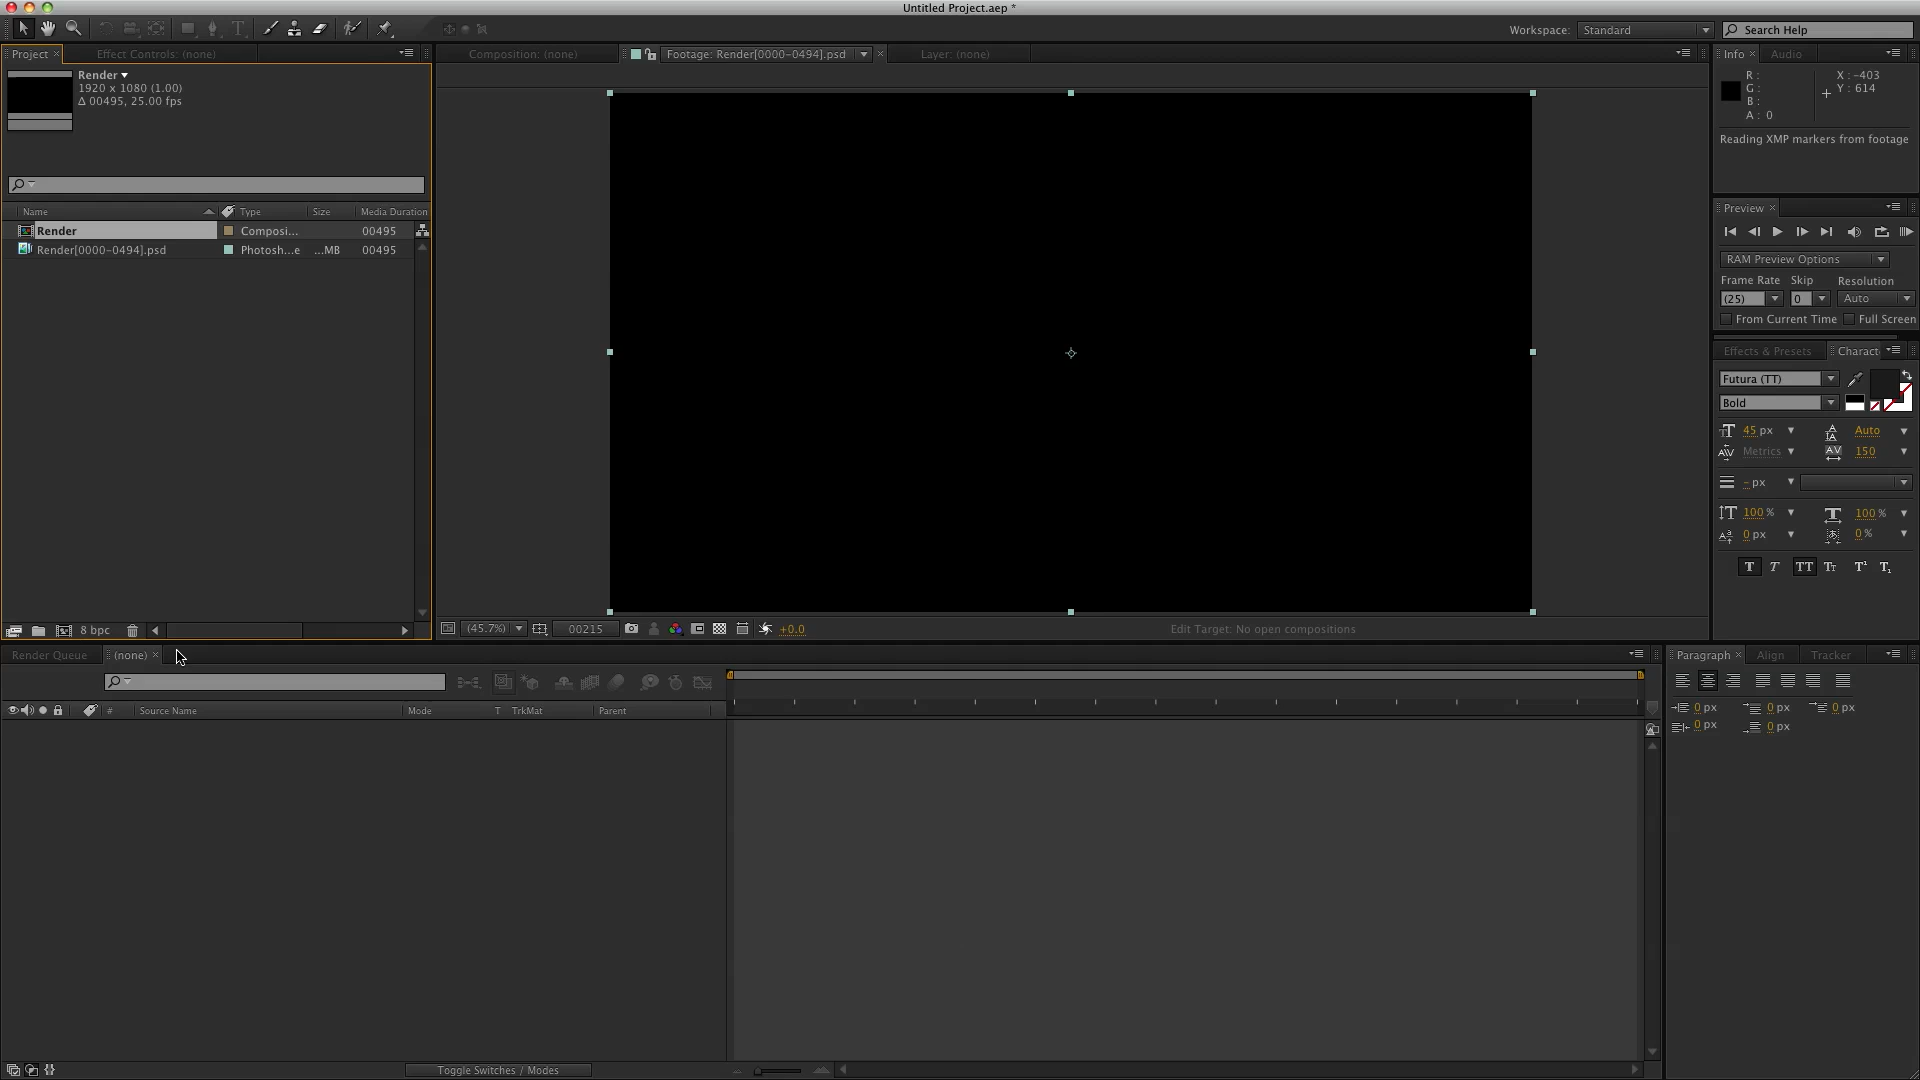 Untitled Project.aep *
Workspace: Standard
Search Help
Project
Effect Controls: (none)
Composition: (none)
Footage: Render[0000-0494].psd
Layer: (none)
Info
Audio
Render
1920 x 1080 (1.00)
Δ 00495, 25.00 fps
R :
G :
B :
A : 0
X : -403
Y : 614
Reading XMP markers from footage
Preview
Name
Type
Size
Media Duration
Render
Composi...
00495
Render[0000-0494].psd
Photosh...e
...MB
00495
RAM Preview Options
Frame Rate
Skip
Resolution
(25)
0
Auto
From Current Time
Full Screen
Effects & Presets
Charact
Futura (TT)
Bold
45 px
Auto
Metrics
150
- px
100 %
100 %
0 px
0 %
T T TT Tt T¹ T₁
8 bpc
(45.7%)
00215
+0.0
Edit Target: No open compositions
Render Queue
(none)
Paragraph
Align
Tracker
#
Source Name
Mode
T
TrkMat
Parent
0 px
0 px
0 px
0 px
0 px
Toggle Switches / Modes